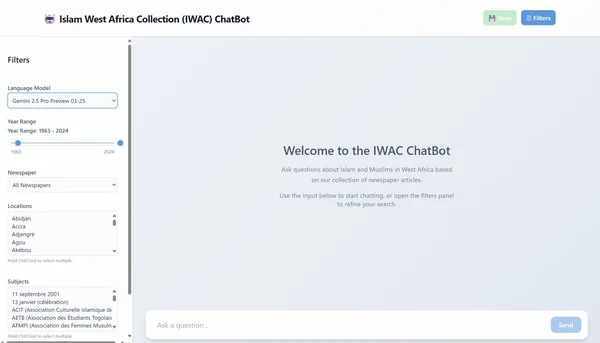 Islam West Africa Collection (IWAC) ChatBot
Save
Filters
Filters
Language Model
Gemini 2.5 Pro Preview 03-25
Year Range
Year Range: 1963 - 2024
1963 2024
Newspaper
All Newspapers
Locations
Abidjan
Accra
Adjengré
Agou
Akébou
Hold Ctrl/Cmd to select multiple.
Subjects
11 septembre 2001
13 janvier (célébration)
ACIT (Association Culturelle Islamique de
AETB (Association des Étudiants Togolais
AFMPI (Association des Femmes Musulm
Hold Ctrl/Cmd to select multiple.
Welcome to the IWAC ChatBot
Ask questions about Islam and Muslims in West Africa based
on our collection of newspaper articles.
Use the input below to start chatting, or open the filters panel
to refine your search.
Ask a question...
Send